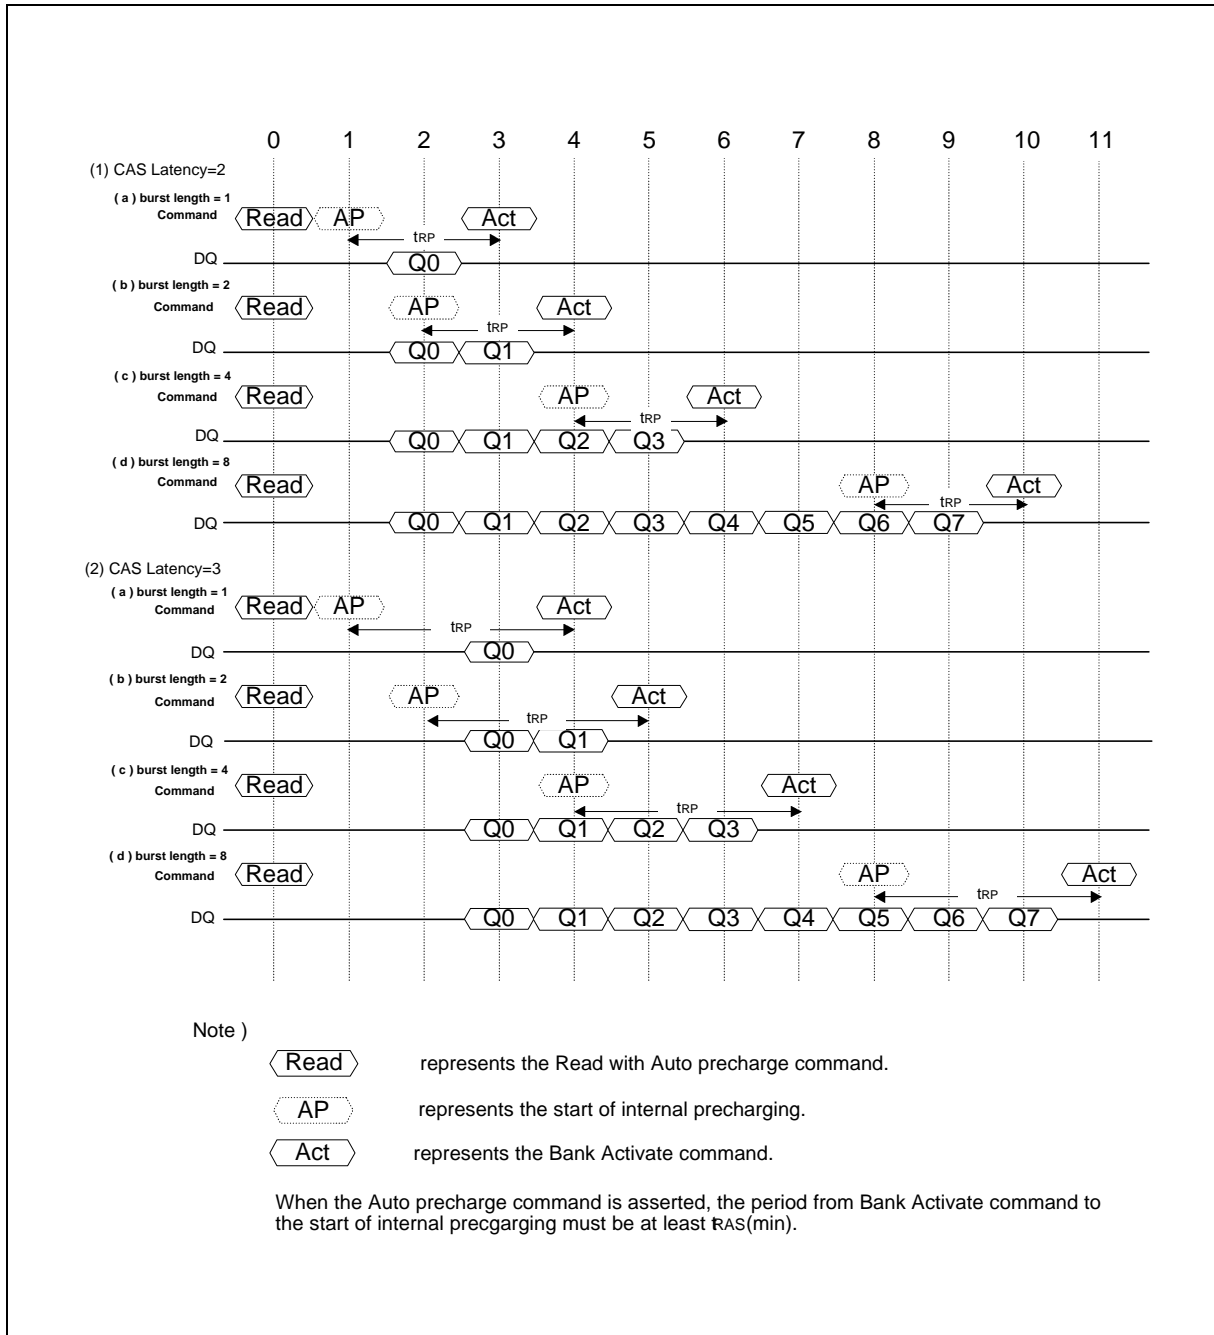 0 1 2 3 4 5 6 7 8 9 10 11
(1) CAS Latency=2
( a ) burst length = 1
Command Read AP Act
tRP
DQ Q0
( b ) burst length = 2
Command Read AP Act
tRP
DQ Q0 Q1
( c ) burst length = 4
Command Read AP Act
tRP
DQ Q0 Q1 Q2 Q3
( d ) burst length = 8
Command Read AP Act
tRP
DQ Q0 Q1 Q2 Q3 Q4 Q5 Q6 Q7
(2) CAS Latency=3
( a ) burst length = 1
Command Read AP Act
tRP
DQ Q0
( b ) burst length = 2
Command Read AP Act
tRP
DQ Q0 Q1
( c ) burst length = 4
Command Read AP Act
tRP
DQ Q0 Q1 Q2 Q3
( d ) burst length = 8
Command Read AP Act
tRP
DQ Q0 Q1 Q2 Q3 Q4 Q5 Q6 Q7
Note )
Read represents the Read with Auto precharge command.
AP represents the start of internal precharging.
Act represents the Bank Activate command.
When the Auto precharge command is asserted, the period from Bank Activate command to
the start of internal precgarging must be at least tRAS(min).